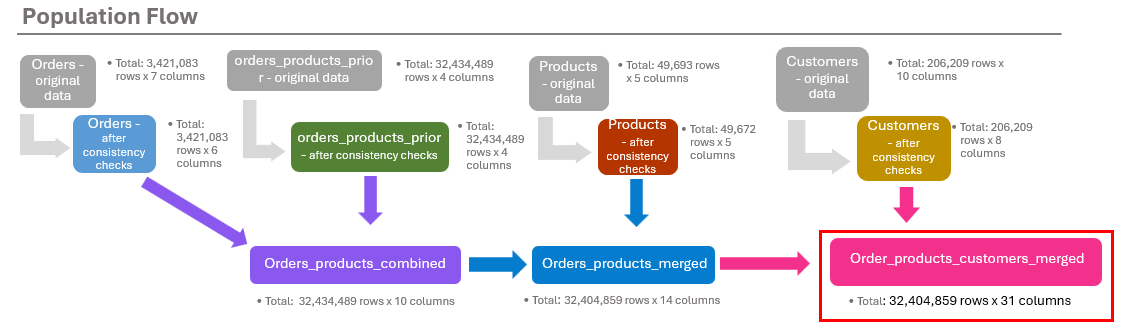 Population Flow
Orders -
original
data
• Total: 3,421,083
rows x 7 columns
orders_products_prio
r - original data
• Total: 32,434,489
rows x 4 columns
Products
- original
data
• Total: 49,693 rows
x 5 columns
Customers
- original
data
• Total: 206,209 rows x
10 columns
Orders -
after
consistency
checks
• Total:
3,421,083
rows x 6
columns
orders_products_prior
- after consistency checks
• Total:
32,434,489
rows x 4
columns
Products
- after
consistency
checks
• Total: 49,672
rows x 5
columns
Customers
- after
consistency
checks
• Total: 206,209
rows x 8
columns
Orders_products_combined
Orders_products_merged
Order_products_customers_merged
• Total: 32,434,489 rows x 10 columns
• Total: 32,404,859 rows x 14 columns
• Total: 32,404,859 rows x 31 columns